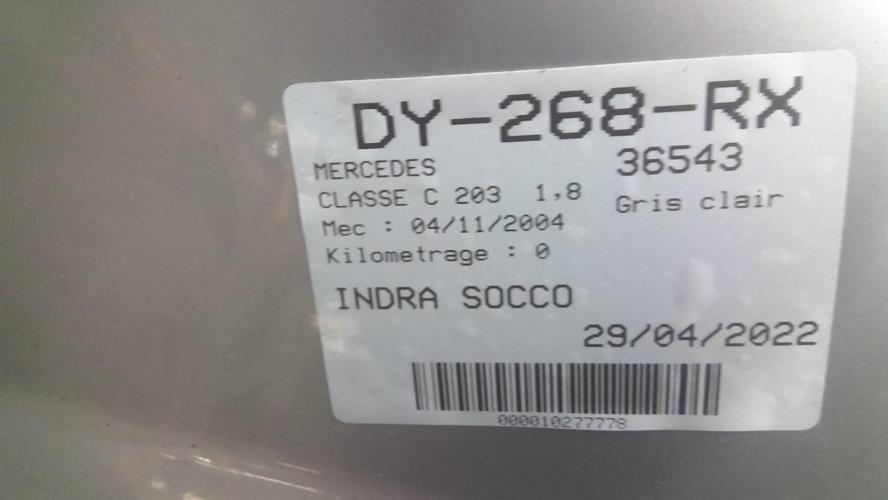 DY-268-RX
MERCEDES 36543
CLASSE C 203 1,8 Gris clair
Mec : 04/11/2004
Kilometrage : 0
INDRA SOCCO
29/04/2022
000010277778